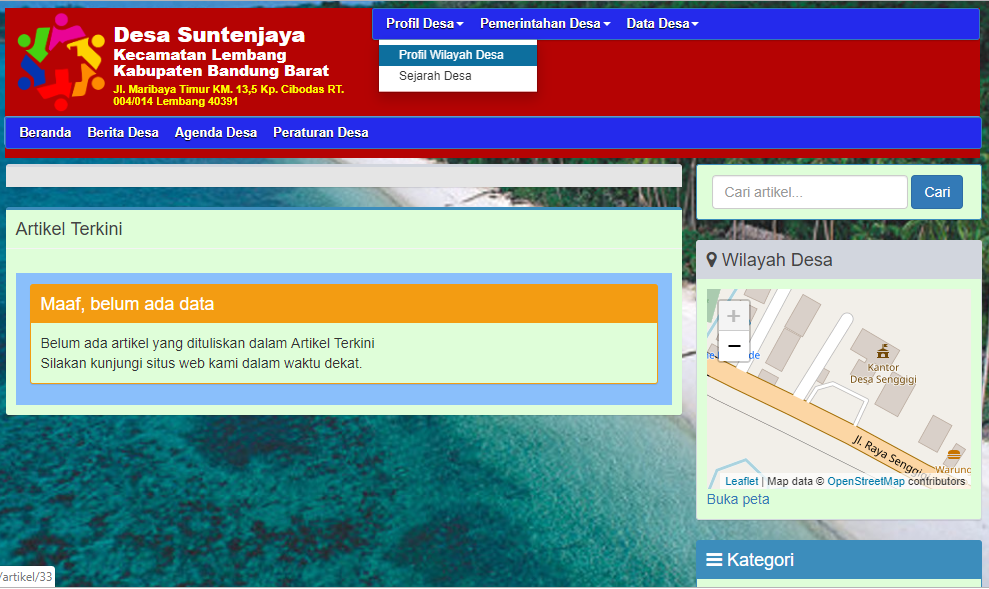 Desa Suntenjaya
Kecamatan Lembang
Kabupaten Bandung Barat
Jl. Maribaya Timur KM. 13,5 Kp. Cibodas RT.
004/014 Lembang 40391
Profil Desa Pemerintahan Desa Data Desa
Profil Wilayah Desa
Sejarah Desa
Beranda Berita Desa Agenda Desa Peraturan Desa
Artikel Terkini
Maaf, belum ada data
Belum ada artikel yang dituliskan dalam Artikel Terkini
Silakan kunjungi situs web kami dalam waktu dekat.
Cari artikel... Cari
Wilayah Desa
+
−
Kantor
Desa Senggigi
Jl. Raya Senggi
Warung
Leaflet | Map data © OpenStreetMap contributors
Buka peta
Kategori
/artikel/33